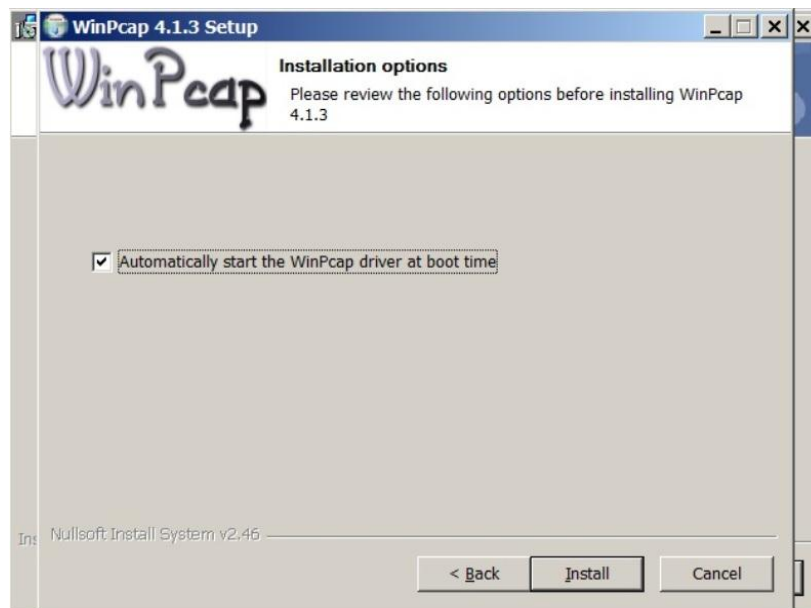 WinPcap 4.1.3 Setup
WinPcap
Installation options
Please review the following options before installing WinPcap
4.1.3
Automatically start the WinPcap driver at boot time
Nullsoft Install System v2.46
< Back
Install
Cancel